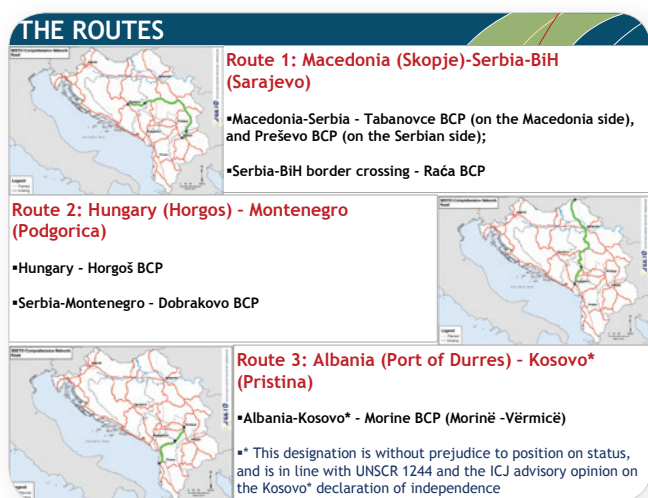 THE ROUTES
Route 1: Macedonia (Skopje)-Serbia-BiH
(Sarajevo)
▪Macedonia-Serbia - Tabanovce BCP (on the Macedonia side),
and Preševo BCP (on the Serbian side);
▪Serbia-BiH border crossing - Raća BCP
Route 2: Hungary (Horgos) - Montenegro
(Podgorica)
▪Hungary - Horgoš BCP
▪Serbia-Montenegro - Dobrakovo BCP
Route 3: Albania (Port of Durres) - Kosovo*
(Pristina)
▪Albania-Kosovo* - Morine BCP (Morinë -Vërmicë)
▪* This designation is without prejudice to position on status,
and is in line with UNSCR 1244 and the ICJ advisory opinion on
the Kosovo* declaration of independence